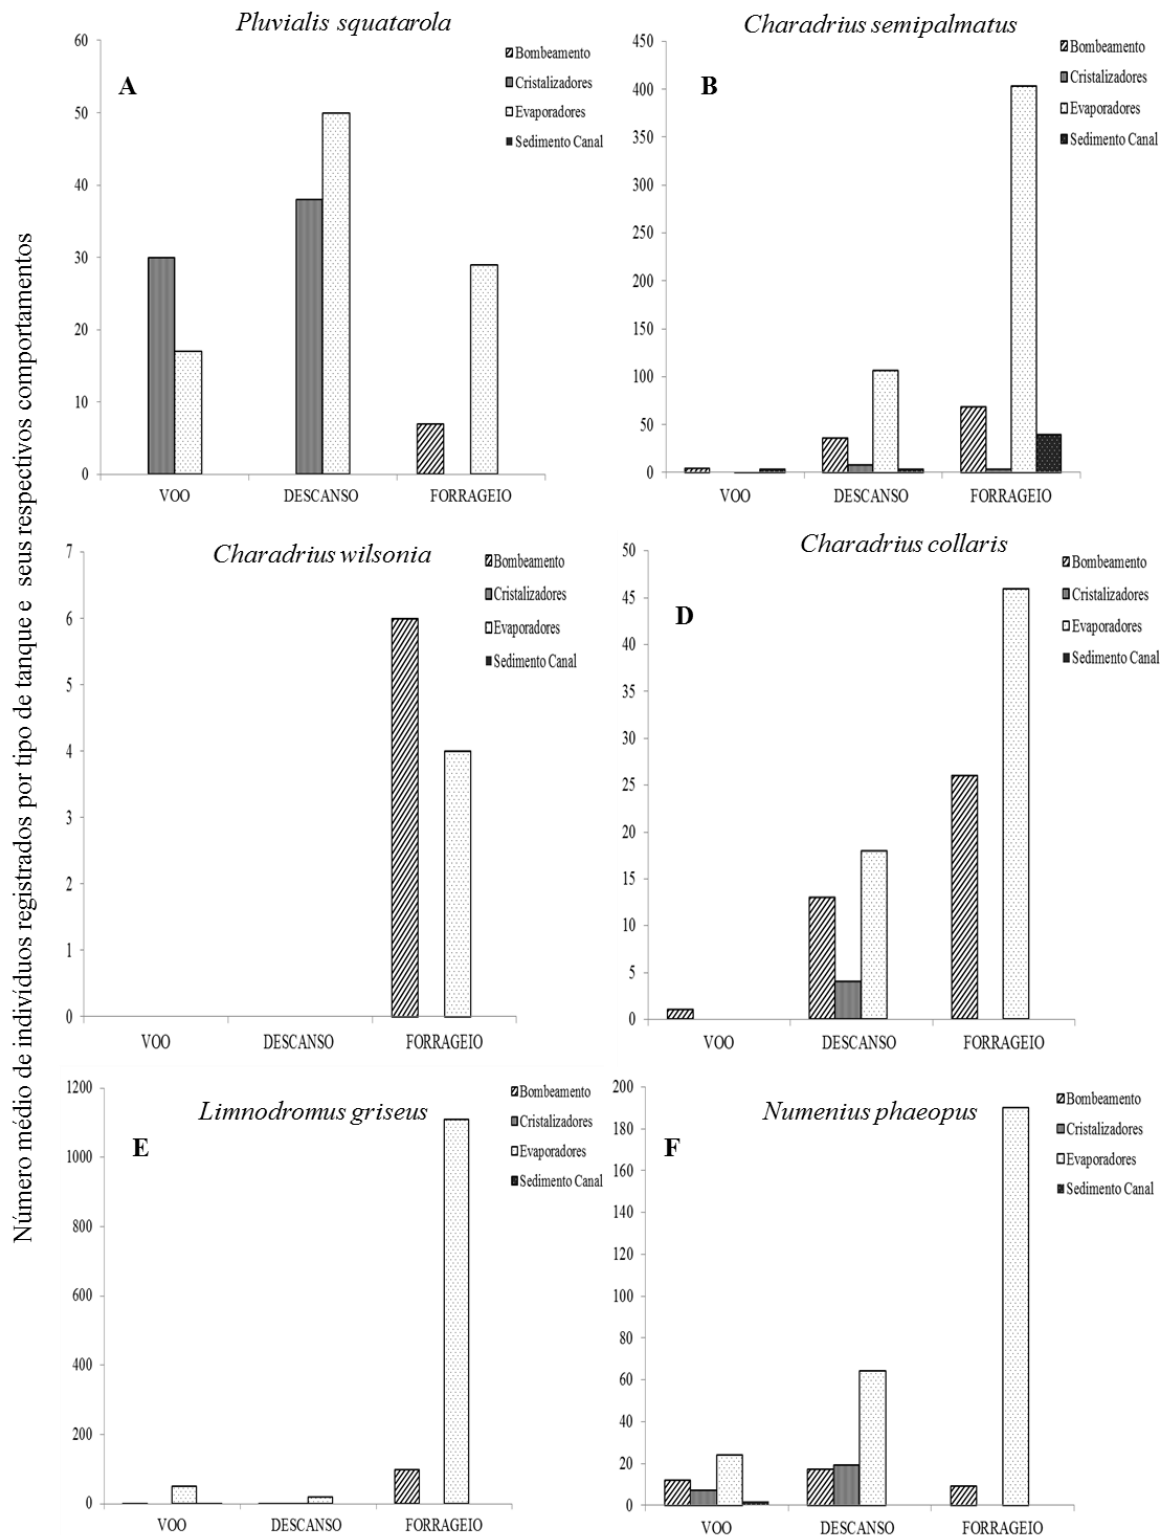 Número médio de indivíduos registrados por tipo de tanque e seus respectivos comportamentos
Pluvialis squatarola
A
Bombeamento
Cristalizadores
Evaporadores
Sedimento Canal
60
50
40
30
20
10
0
VOO DESCANSO FORRAGEIO
Charadrius semipalmatus
B
Bombeamento
Cristalizadores
Evaporadores
Sedimento Canal
450
400
350
300
250
200
150
100
50
0
VOO DESCANSO FORRAGEIO
Charadrius wilsonia
Bombeamento
Cristalizadores
Evaporadores
Sedimento Canal
7
6
5
4
3
2
1
0
VOO DESCANSO FORRAGEIO
Charadrius collaris
D
Bombeamento
Cristalizadores
Evaporadores
Sedimento Canal
50
45
40
35
30
25
20
15
10
5
0
VOO DESCANSO FORRAGEIO
Limnodromus griseus
E
Bombeamento
Cristalizadores
Evaporadores
Sedimento Canal
1200
1000
800
600
400
200
0
VOO DESCANSO FORRAGEIO
Numenius phaeopus
F
Bombeamento
Cristalizadores
Evaporadores
Sedimento Canal
200
180
160
140
120
100
80
60
40
20
0
VOO DESCANSO FORRAGEIO